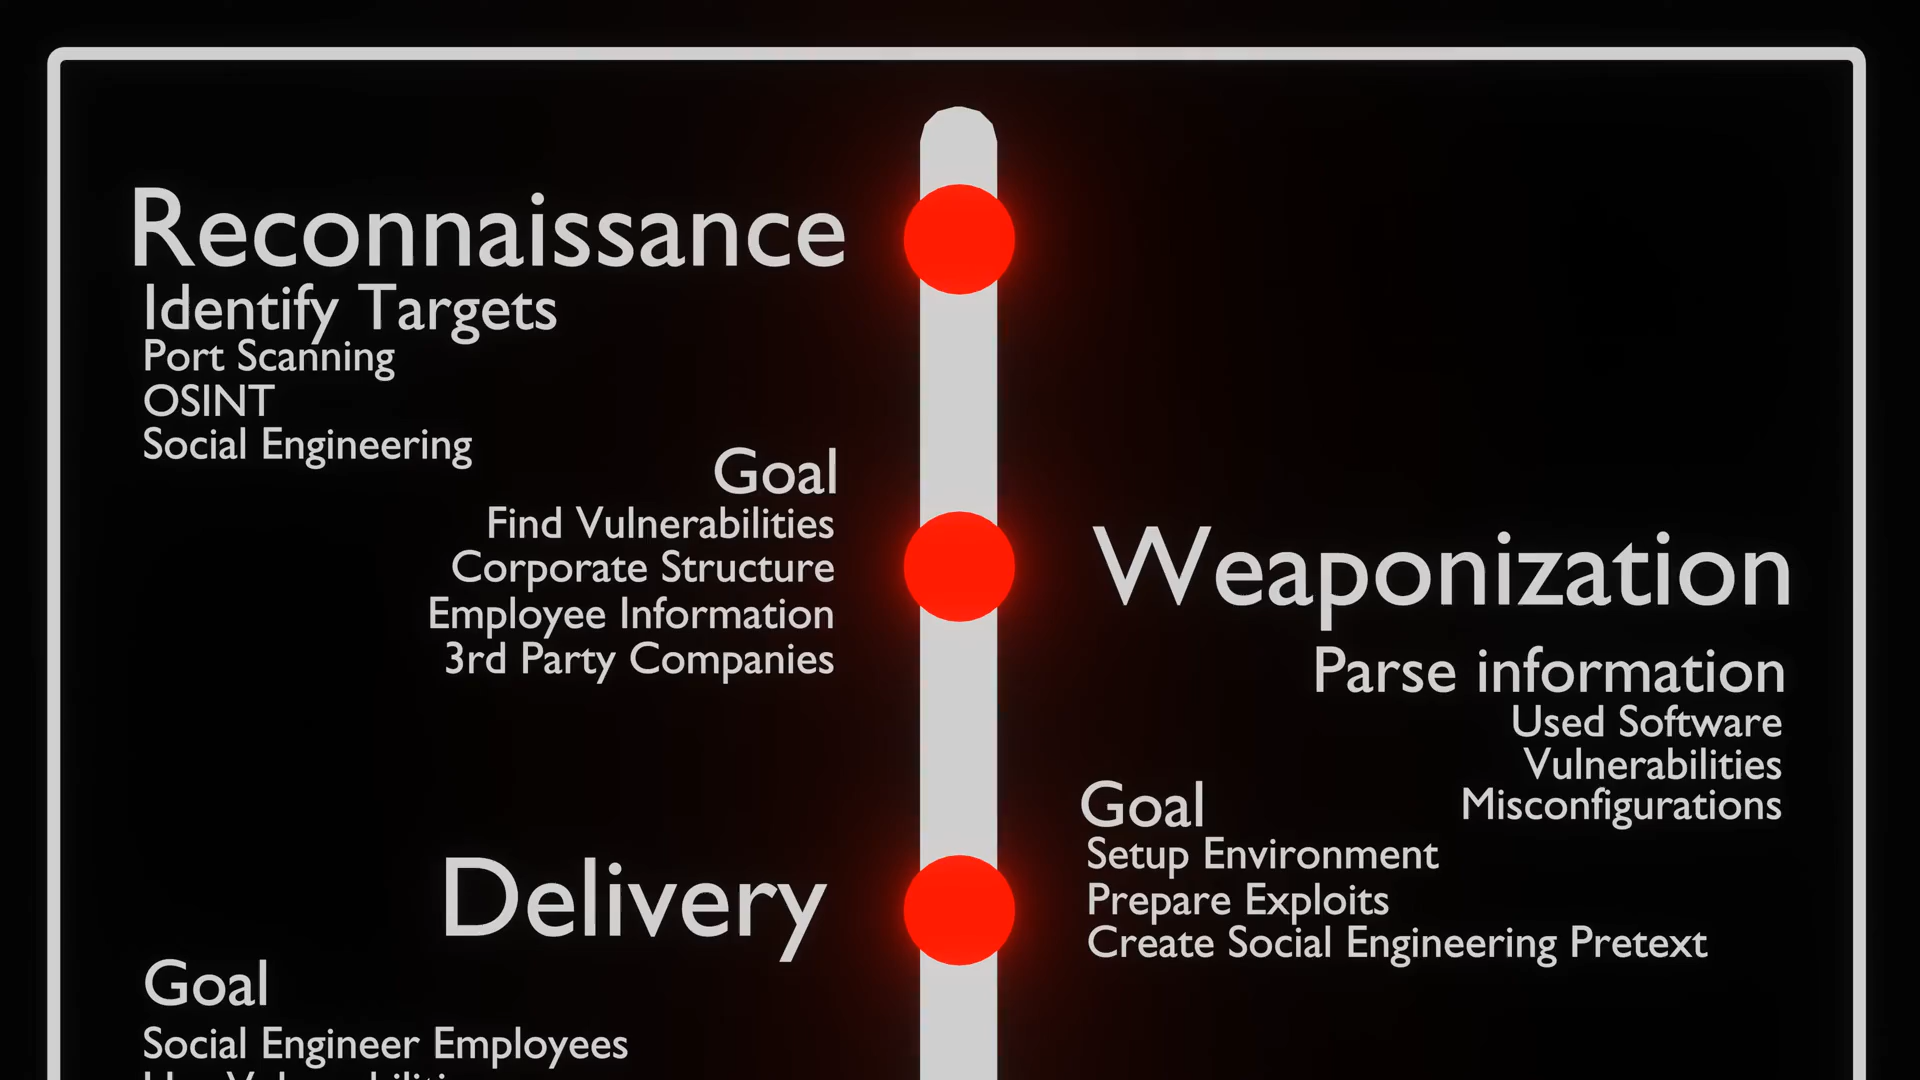 Reconnaissance
Identify Targets
Port Scanning
OSINT
Social Engineering
Goal
Find Vulnerabilities
Corporate Structure
Employee Information
3rd Party Companies
Weaponization
Parse information
Used Software
Vulnerabilities
Misconfigurations
Goal
Setup Environment
Prepare Exploits
Create Social Engineering Pretext
Delivery
Goal
Social Engineer Employees